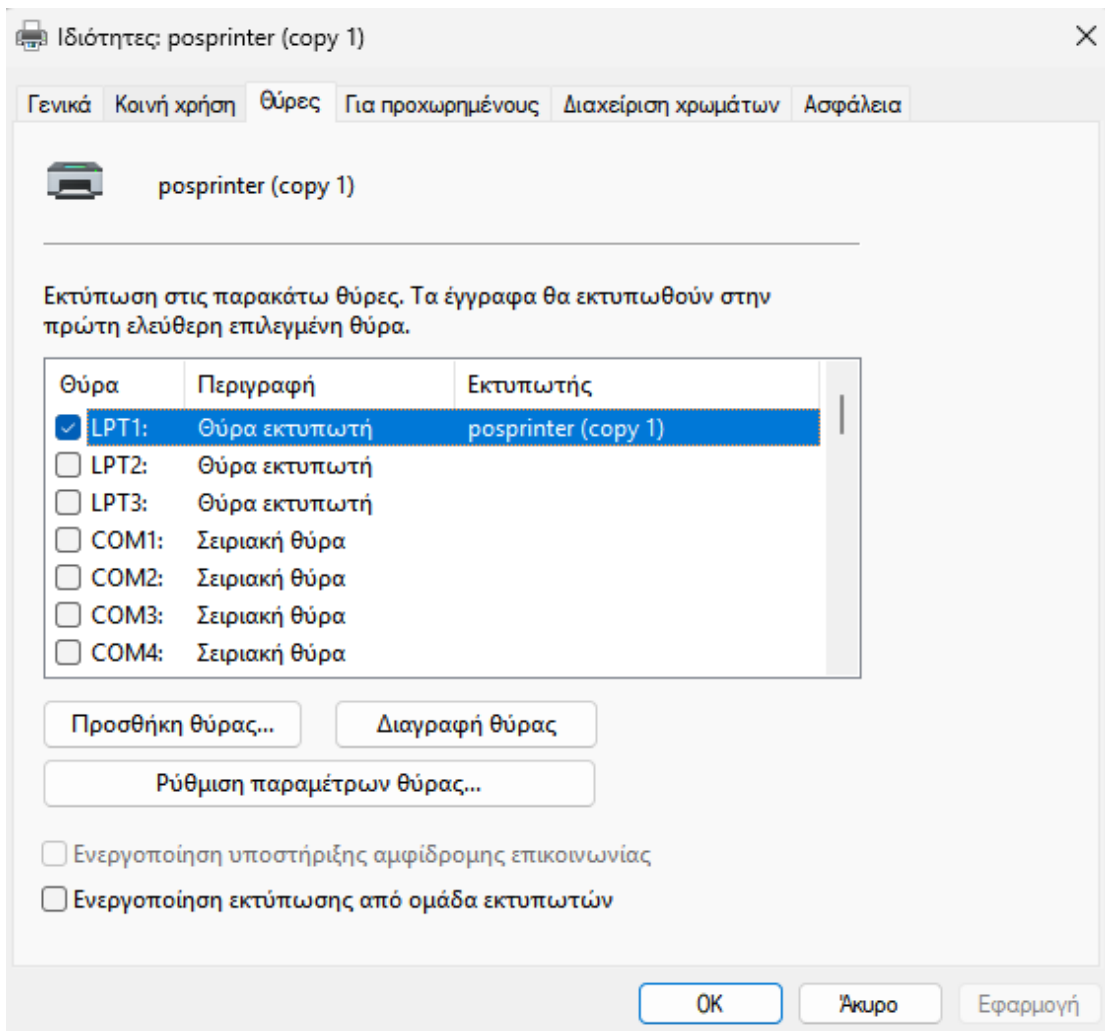 Ιδιότητες: posprinter (copy 1)
Γενικά Κοινή χρήση Θύρες Για προχωρημένους Διαχείριση χρωμάτων Ασφάλεια
posprinter (copy 1)
Εκτύπωση στις παρακάτω θύρες. Τα έγγραφα θα εκτυπωθούν στην
πρώτη ελεύθερη επιλεγμένη θύρα.
Θύρα Περιγραφή Εκτυπωτής
LPT1: Θύρα εκτυπωτή posprinter (copy 1)
LPT2: Θύρα εκτυπωτή
LPT3: Θύρα εκτυπωτή
COM1: Σειριακή θύρα
COM2: Σειριακή θύρα
COM3: Σειριακή θύρα
COM4: Σειριακή θύρα
Προσθήκη θύρας... Διαγραφή θύρας
Ρύθμιση παραμέτρων θύρας...
Ενεργοποίηση υποστήριξης αμφίδρομης επικοινωνίας
Ενεργοποίηση εκτύπωσης από ομάδα εκτυπωτών
OK Άκυρο Εφαρμογή